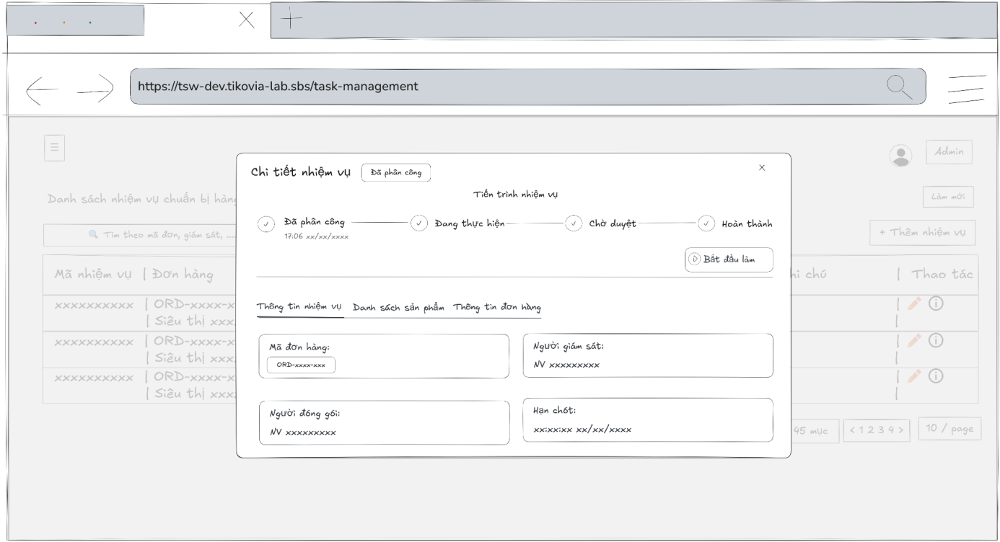 https://tsw-dev.tikovia-lab.sbs/task-management
Admin
Chi tiết nhiệm vụ
Đã phân công
Tiến trình nhiệm vụ
Danh sách nhiệm vụ chuẩn bị hàng
Làm mới
Đã phân công
Dang thực hiện
Chờ duyệt
Hoàn thành
17:06 xx/xx/xxxx
Tìm theo mã đơn, giám sát, ....
+ Thêm nhiệm vụ
Bắt đầu làm
Mã nhiệm vụ | Đơn hàng
hi chú | Thao tác
Thông tin nhiệm vụ Danh sách sản phẩm Thông tin đơn hàng
xxxxxxxxxx | ORD-xxxx-x
| Siêu thị xxx
xxxxxxxxxx | ORD-xxxx-x
| Siêu thị xxx
xxxxxxxxxx | ORD-xxxx-x
| Siêu thị xxx
Mã đơn hàng:
ORD-xxxx-xxx
Người giám sát:
NV xxxxxxxxx
Người đóng gói:
NV xxxxxxxxx
Hạn chót:
xx:xx:xx xx/xx/xxxx
45 mục
< 1 2 3 4 >
10 / page